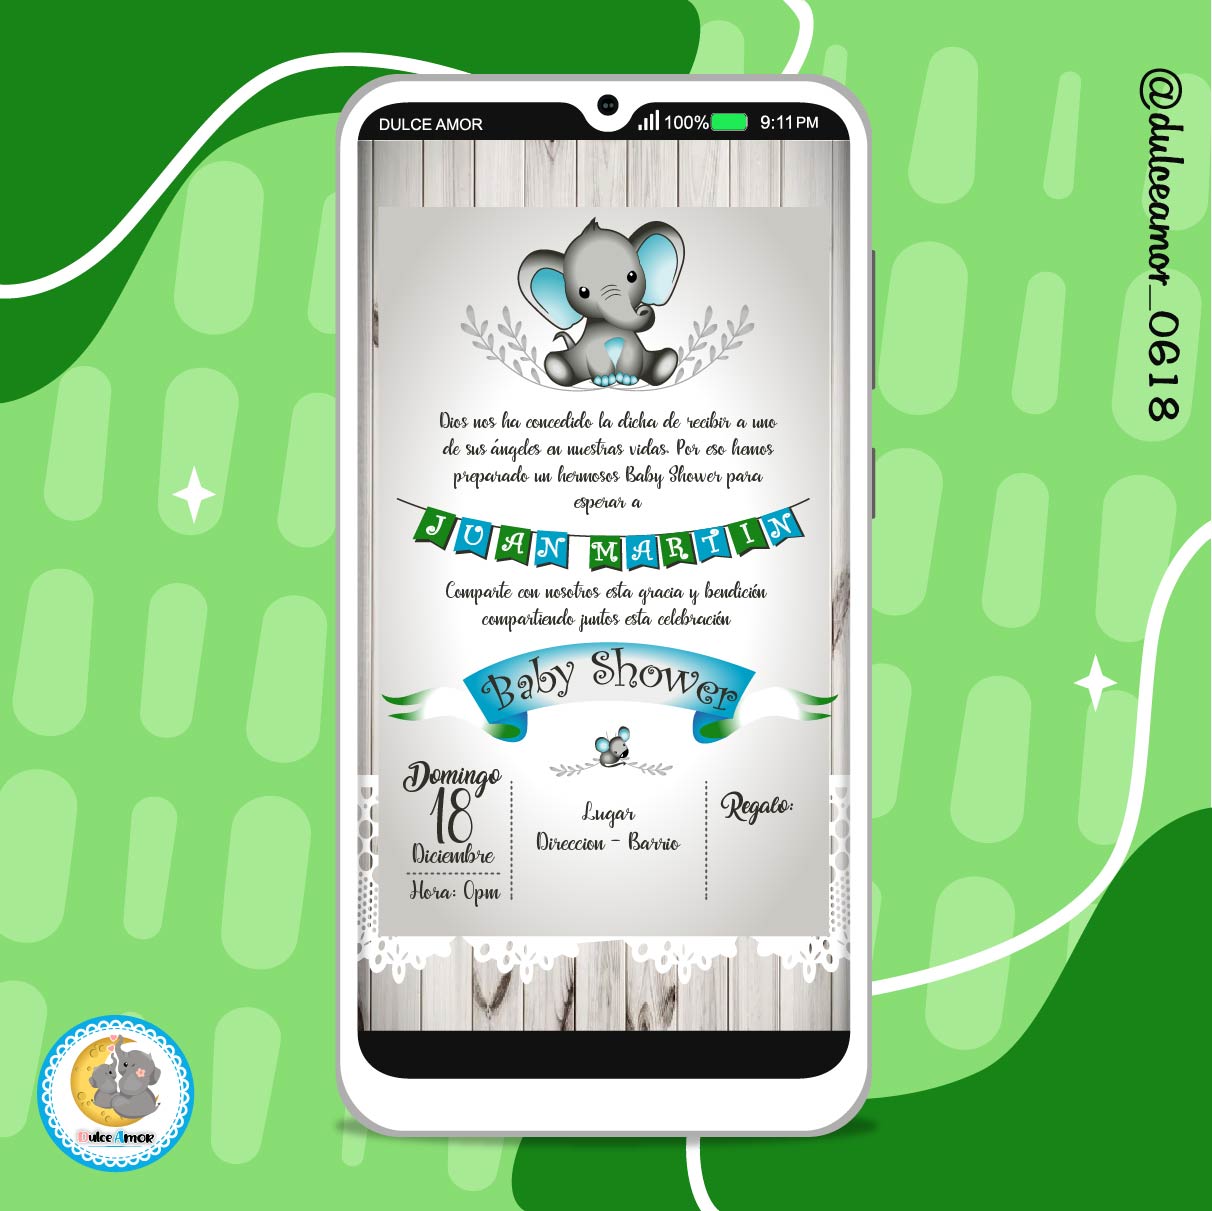 DULCE AMOR 100% 9:11 PM
@dulceamor_0618
Dios nos ha concedido la dicha de recibir a uno
de sus ángeles en nuestras vidas. Por eso hemos
preparado un hermosos Baby Shower para
esperar a
JUAN MARTIN
Comparte con nosotros esta gracia y bendición
compartiendo juntos esta celebración
Baby Shower
Domingo
18
Diciembre
Hora: 0pm
Lugar
Direccion - Barrio
Regalo:
Dulce Amor